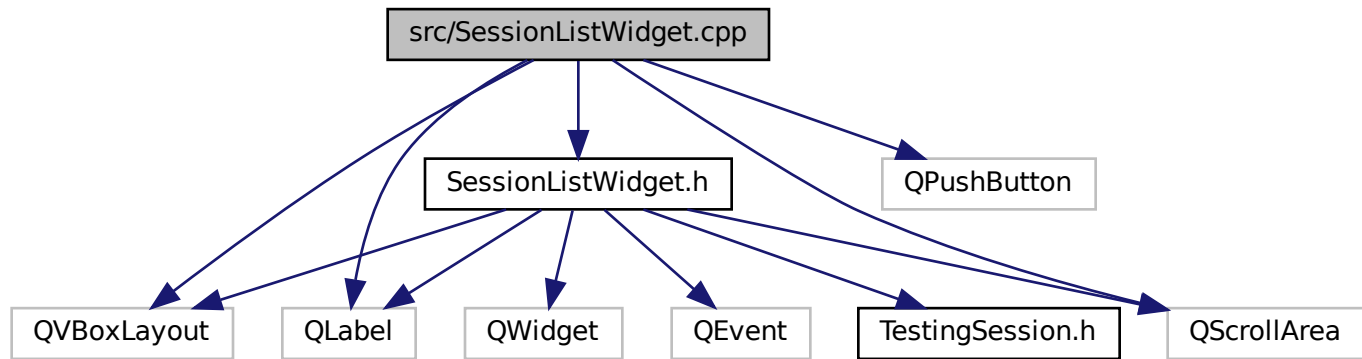 src/SessionListWidget.cpp
SessionListWidget.h
QPushButton
QVBoxLayout
QLabel
QWidget
QEvent
TestingSession.h
QScrollArea